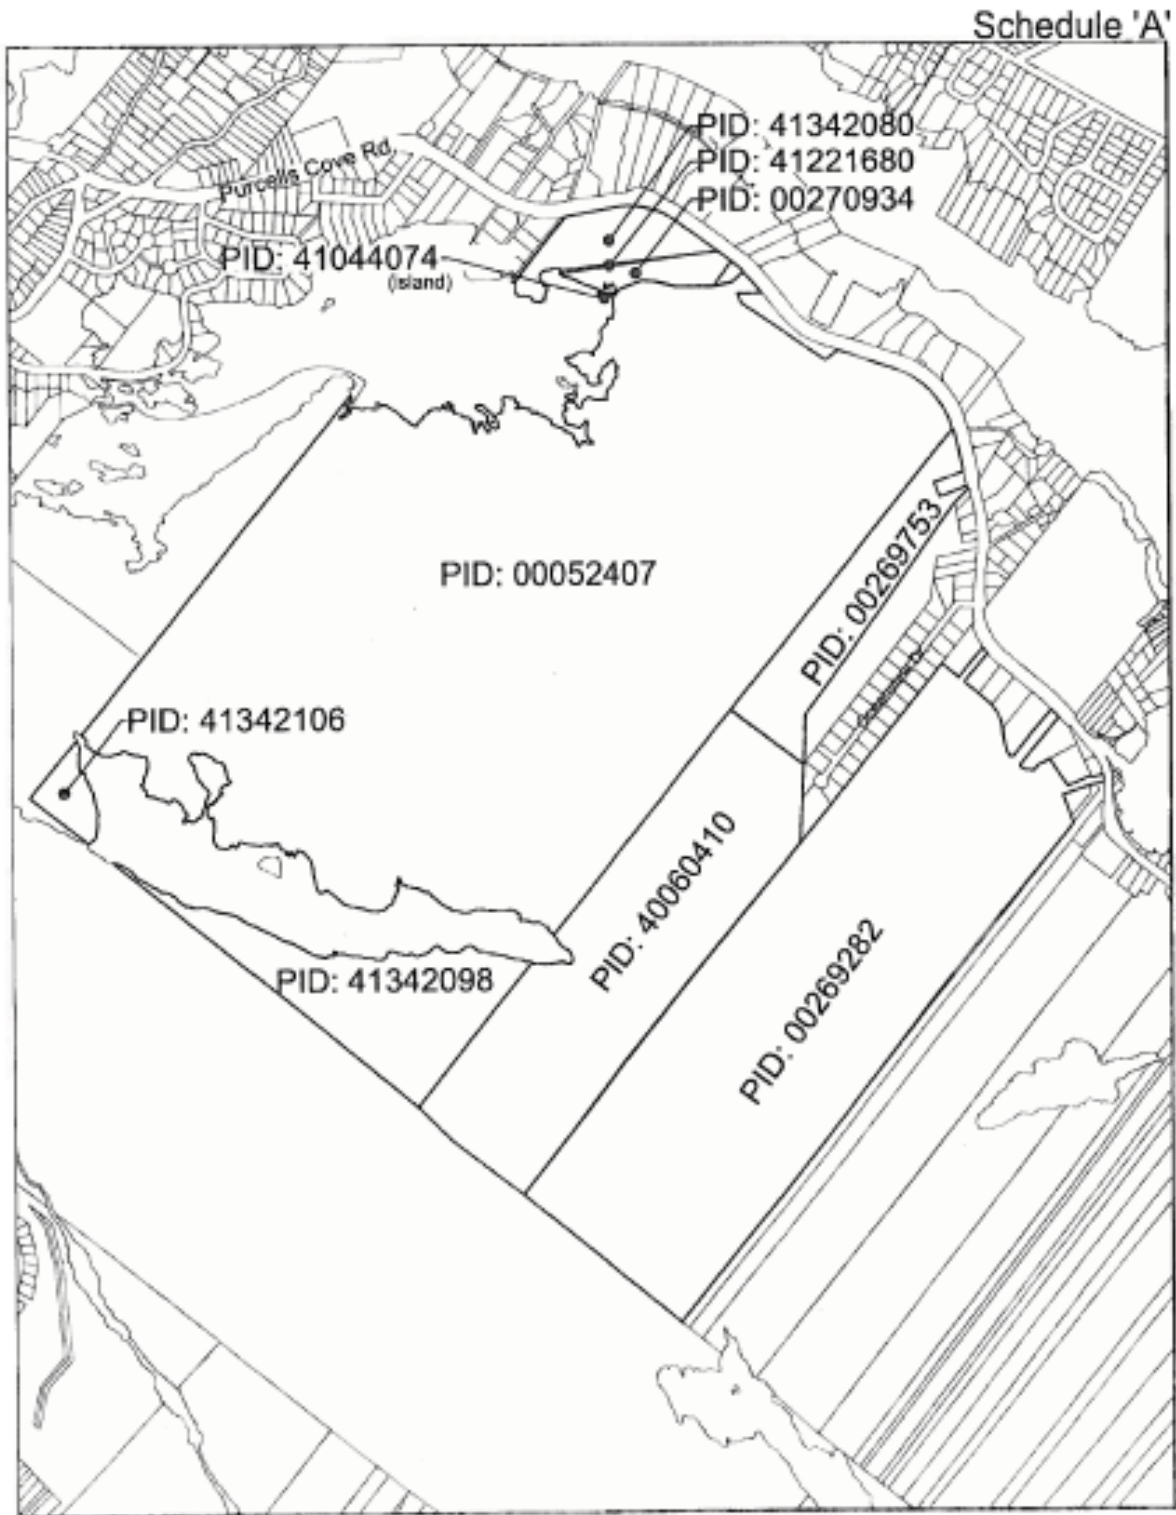 Schedule 'A'
PID: 41342080
PID: 41221680
Purcells Cove Rd.
PID: 00270934
PID: 41044074
(island)
PID: 00052407
PID: 00269753
PID: 41342106
PID: 40060410
PID: 41342098
PID: 00269282